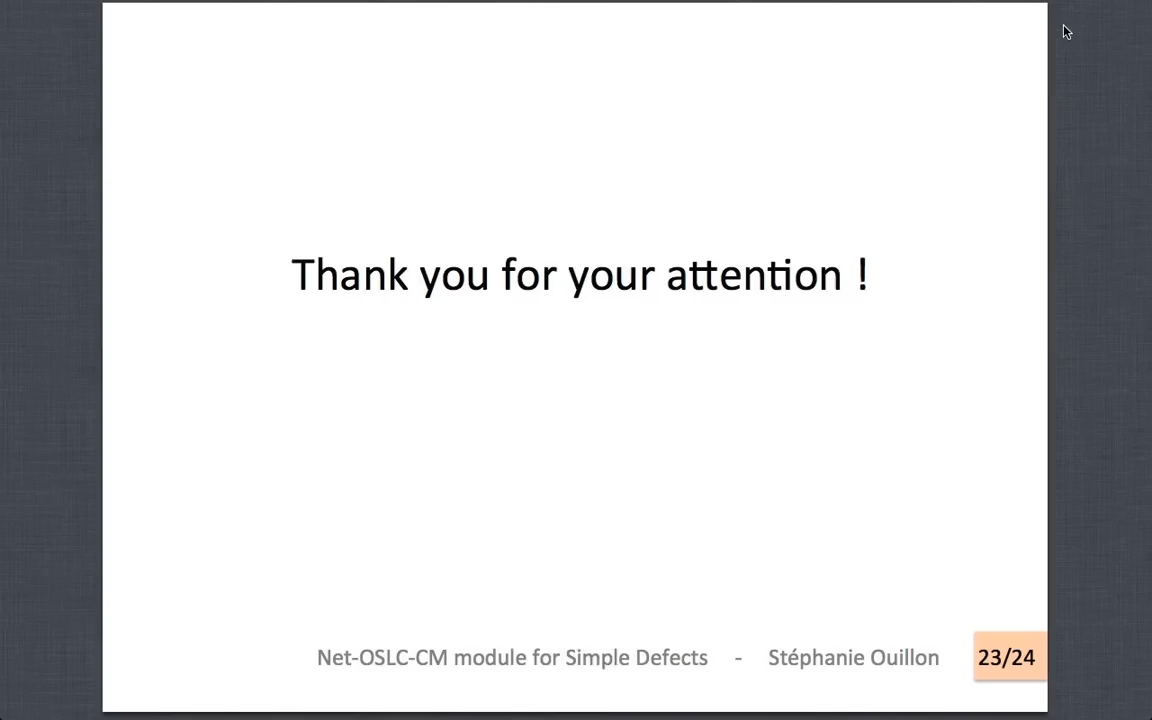 Thank you for your attention !
Net-OSLC-CM module for Simple Defects - Stéphanie Ouillon 23/24